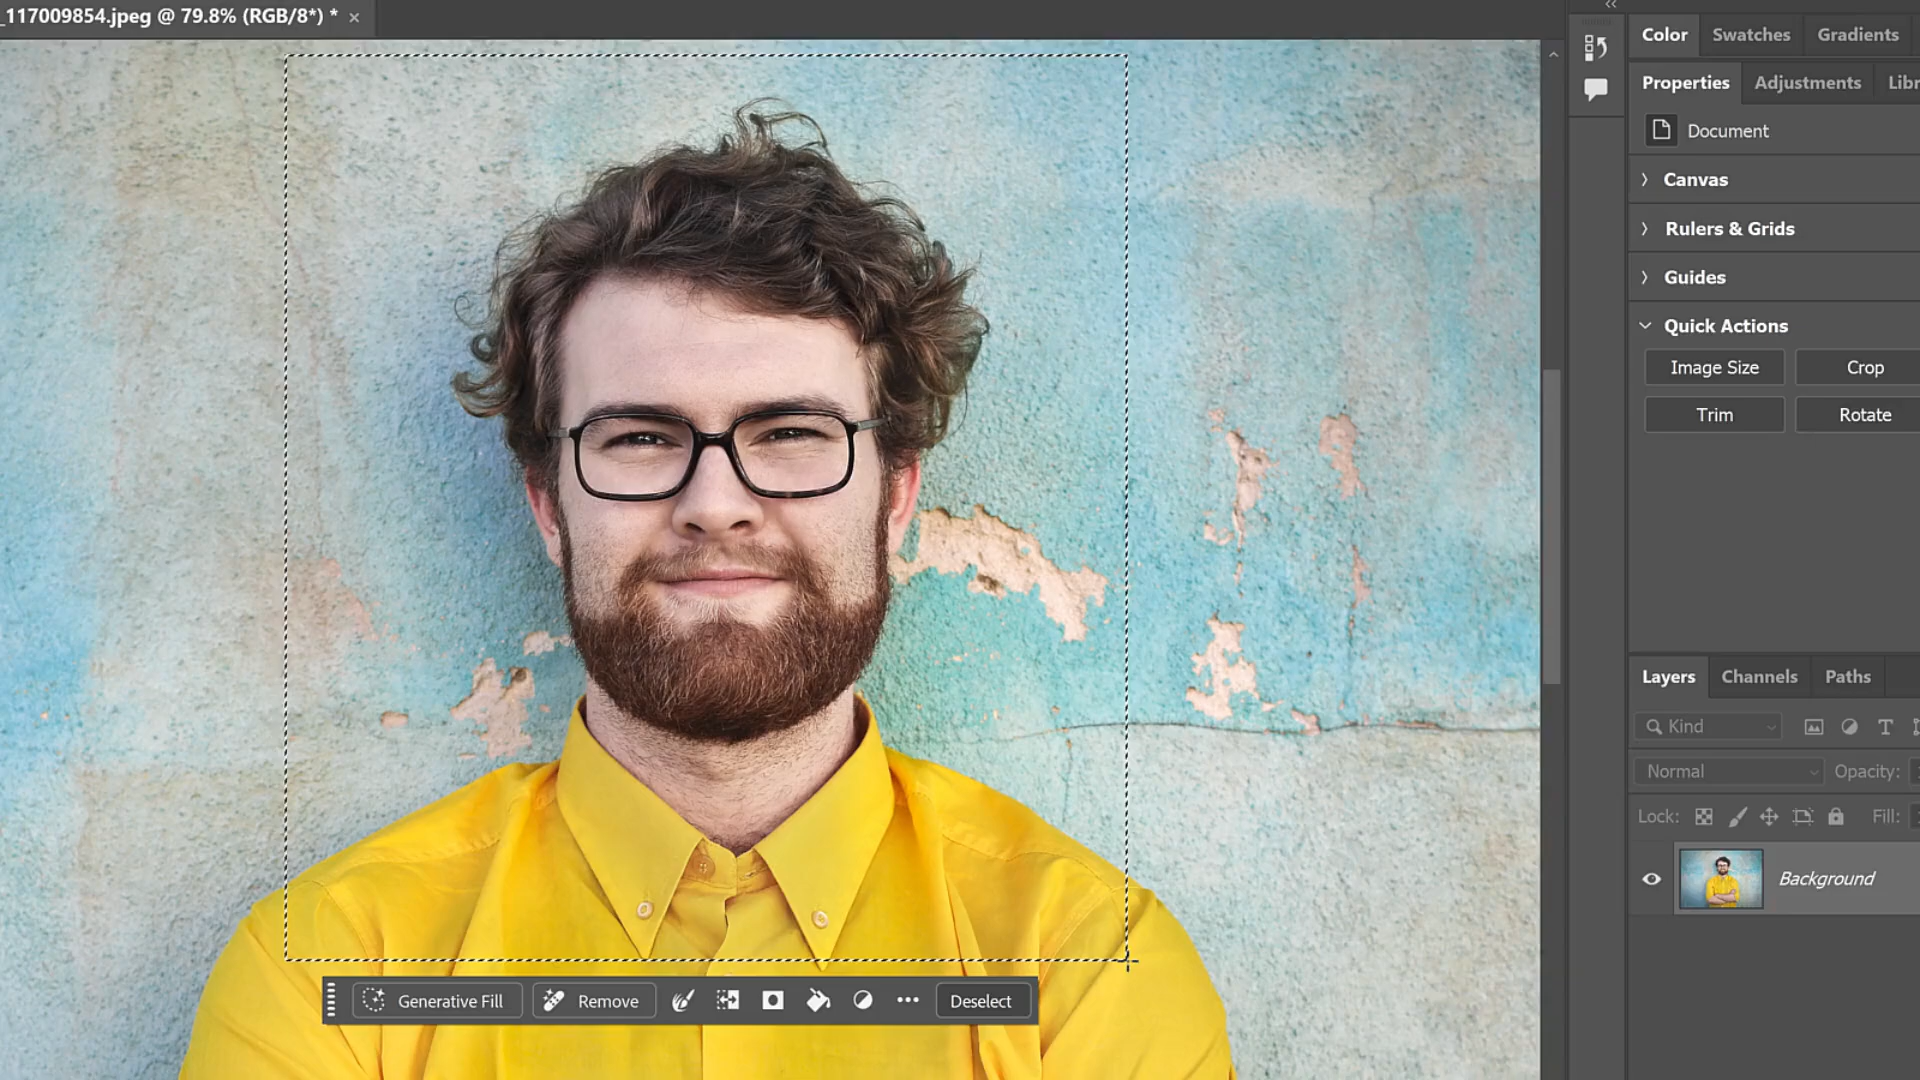 _117009854.jpeg @ 79.8% (RGB/8*) *
Color Swatches Gradients
Properties Adjustments Libr
Document
Canvas
Rulers & Grids
Guides
Quick Actions
Image Size Crop
Trim Rotate
Layers Channels Paths
Kind
Normal Opacity:
Lock: Fill:
Background
Generative Fill Remove Deselect